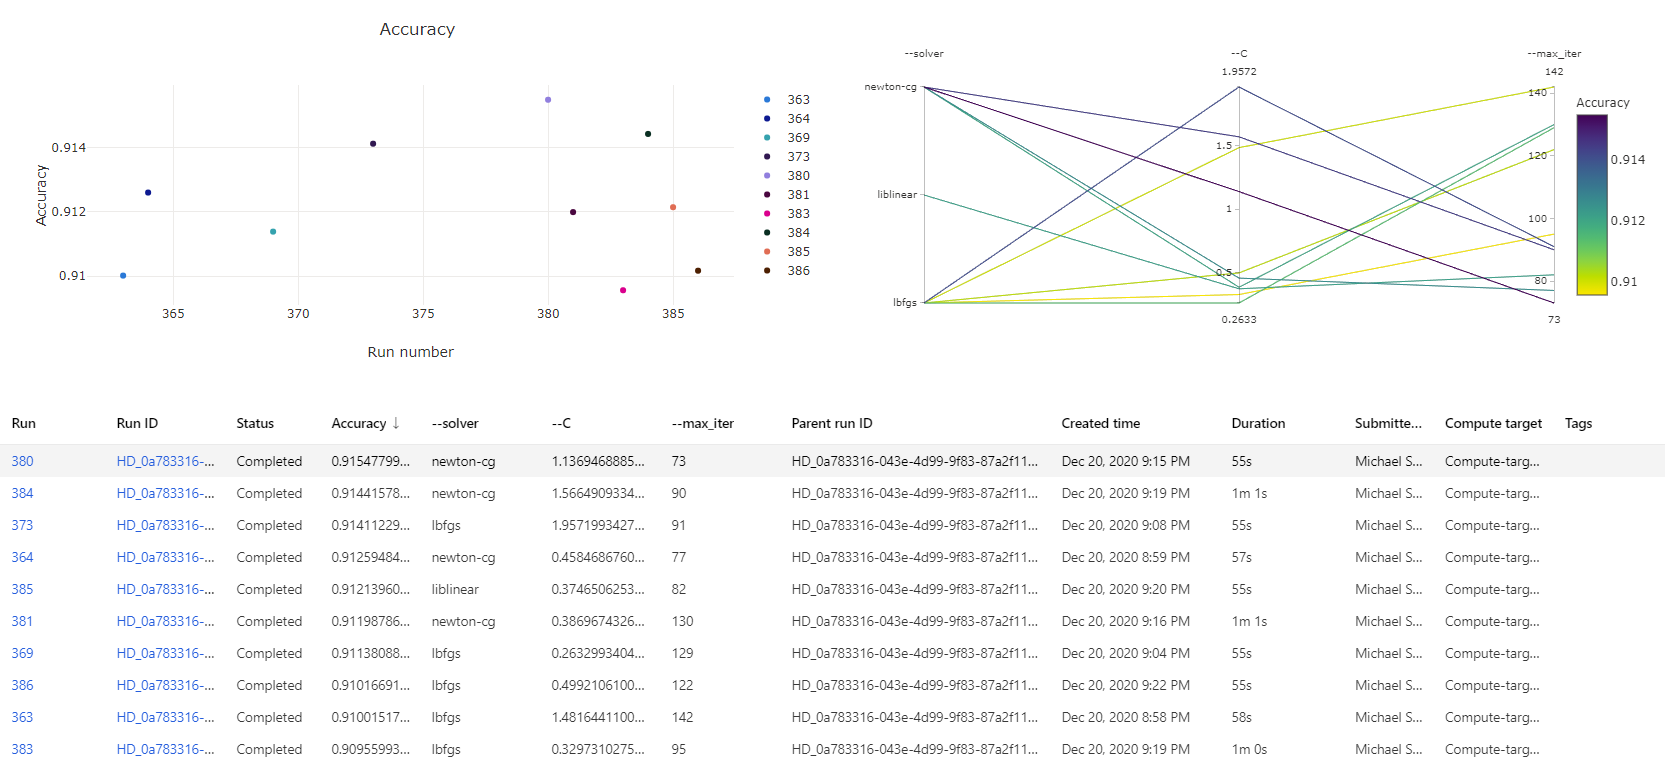 Accuracy
Accuracy
0.914
0.912
0.91
365 370 375 380 385
Run number
363
364
369
373
380
381
383
384
385
386
--solver --C --max_iter
1.9572 142
newton-cg
liblinear
lbfgs
1.5
1
0.5
0.2633
140
120
100
80
73
Accuracy
0.914
0.912
0.91
Run Run ID Status Accuracy ↓ --solver --C --max_iter Parent run ID Created time Duration Submitte... Compute target Tags
380 HD_0a783316-... Completed 0.91547799... newton-cg 1.1369468885... 73 HD_0a783316-043e-4d99-9f83-87a2f11... Dec 20, 2020 9:15 PM 55s Michael S... Compute-targ...
384 HD_0a783316-... Completed 0.91441578... newton-cg 1.5664909334... 90 HD_0a783316-043e-4d99-9f83-87a2f11... Dec 20, 2020 9:19 PM 1m 1s Michael S... Compute-targ...
373 HD_0a783316-... Completed 0.91411229... lbfgs 1.9571993427... 91 HD_0a783316-043e-4d99-9f83-87a2f11... Dec 20, 2020 9:08 PM 55s Michael S... Compute-targ...
364 HD_0a783316-... Completed 0.91259484... newton-cg 0.4584686760... 77 HD_0a783316-043e-4d99-9f83-87a2f11... Dec 20, 2020 8:59 PM 57s Michael S... Compute-targ...
385 HD_0a783316-... Completed 0.91213960... liblinear 0.3746506253... 82 HD_0a783316-043e-4d99-9f83-87a2f11... Dec 20, 2020 9:20 PM 55s Michael S... Compute-targ...
381 HD_0a783316-... Completed 0.91198786... newton-cg 0.3869674326... 130 HD_0a783316-043e-4d99-9f83-87a2f11... Dec 20, 2020 9:16 PM 1m 1s Michael S... Compute-targ...
369 HD_0a783316-... Completed 0.91138088... lbfgs 0.2632993404... 129 HD_0a783316-043e-4d99-9f83-87a2f11... Dec 20, 2020 9:04 PM 55s Michael S... Compute-targ...
386 HD_0a783316-... Completed 0.91016691... lbfgs 0.4992106100... 122 HD_0a783316-043e-4d99-9f83-87a2f11... Dec 20, 2020 9:22 PM 55s Michael S... Compute-targ...
363 HD_0a783316-... Completed 0.91001517... lbfgs 1.4816441100... 142 HD_0a783316-043e-4d99-9f83-87a2f11... Dec 20, 2020 8:58 PM 58s Michael S... Compute-targ...
383 HD_0a783316-... Completed 0.90955993... lbfgs 0.3297310275... 95 HD_0a783316-043e-4d99-9f83-87a2f11... Dec 20, 2020 9:19 PM 1m 0s Michael S... Compute-targ...